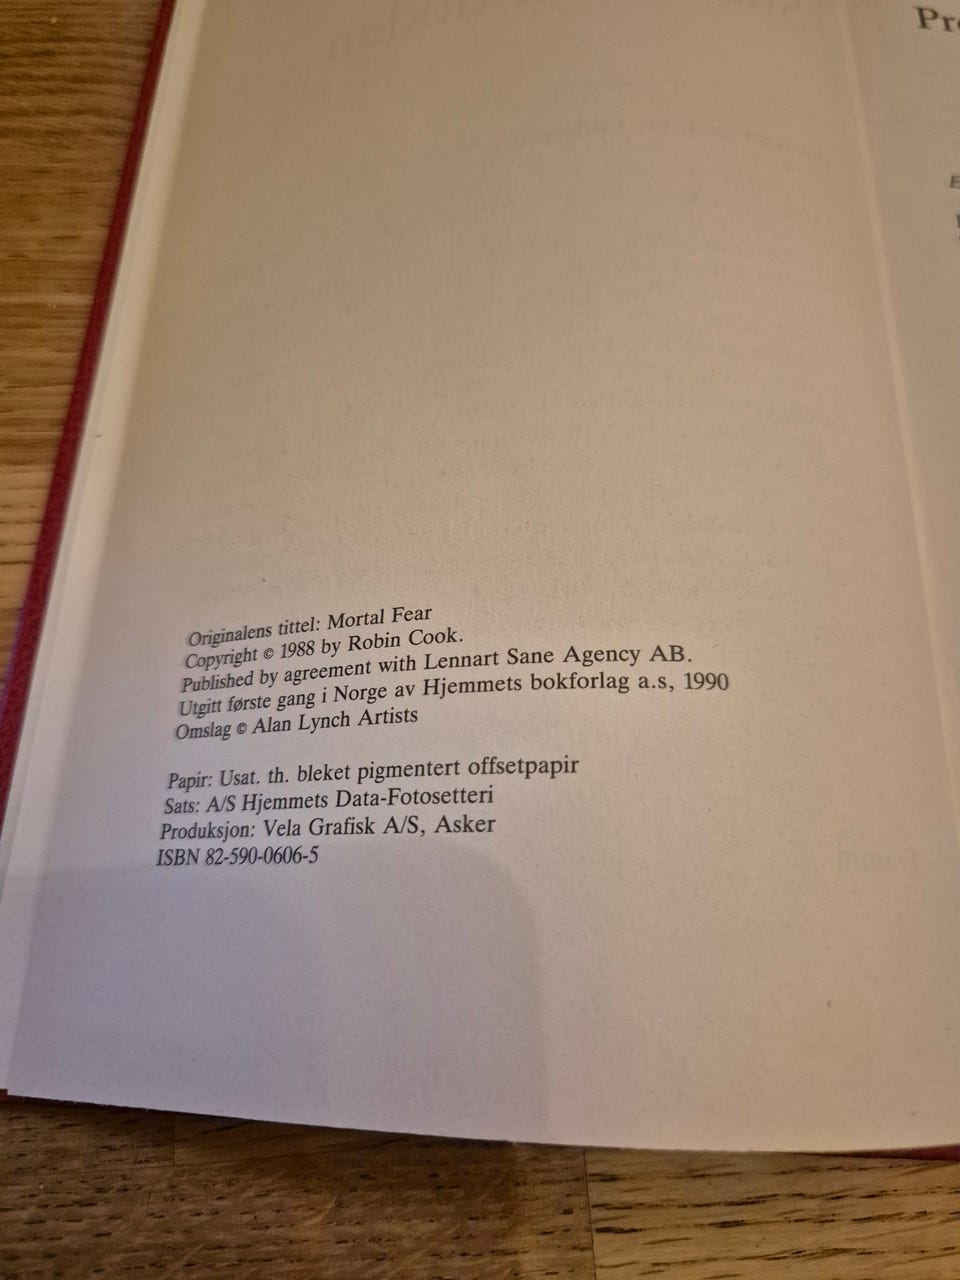 Originalens tittel: Mortal Fear
Copyright © 1988 by Robin Cook.
Published by agreement with Lennart Sane Agency AB.
Utgitt første gang i Norge av Hjemmets bokforlag a.s, 1990
Omslag © Alan Lynch Artists
Papir: Usat. th. bleket pigmentert offsetpapir
Sats: A/S Hjemmets Data-Fotosetteri
Produksjon: Vela Grafisk A/S, Asker
ISBN 82-590-0606-5